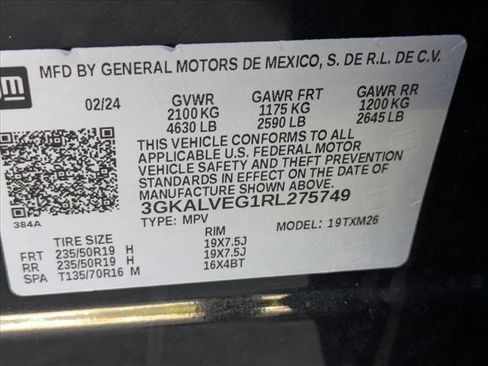 gm
MFD BY GENERAL MOTORS DE MEXICO, S. DE R.L. DE C.V.
02/24 GVWR GAWR FRT GAWR RR
2100 KG 1175 KG 1200 KG
4630 LB 2590 LB 2645 LB
THIS VEHICLE CONFORMS TO ALL
APPLICABLE U.S. FEDERAL MOTOR
VEHICLE SAFETY AND THEFT PREVENTION
STANDARDS IN EFFECT ON THE DATE OF
MANUFACTURE SHOWN ABOVE.
384A 3GKALVEG1RL275749
TYPE: MPV MODEL: 19TXM26
TIRE SIZE RIM
FRT 235/50R19 H 19X7.5J
RR 235/50R19 H 19X7.5J
SPA T135/70R16 M 16X4BT